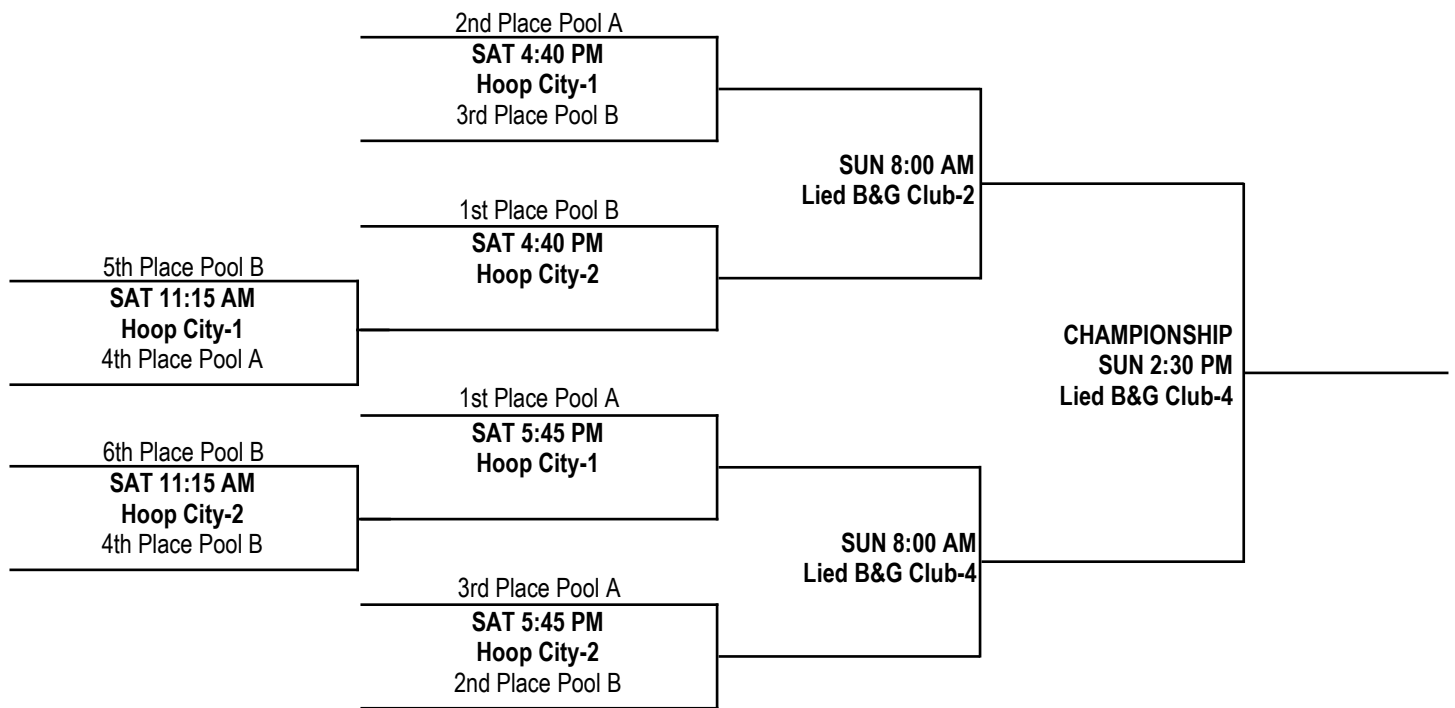 2nd Place Pool A
SAT 4:40 PM
Hoop City-1
3rd Place Pool B
SUN 8:00 AM
Lied B&G Club-2
1st Place Pool B
SAT 4:40 PM
Hoop City-2
5th Place Pool B
SAT 11:15 AM
Hoop City-1
4th Place Pool A
CHAMPIONSHIP
SUN 2:30 PM
Lied B&G Club-4
1st Place Pool A
SAT 5:45 PM
Hoop City-1
6th Place Pool B
SAT 11:15 AM
Hoop City-2
4th Place Pool B
SUN 8:00 AM
Lied B&G Club-4
3rd Place Pool A
SAT 5:45 PM
Hoop City-2
2nd Place Pool B